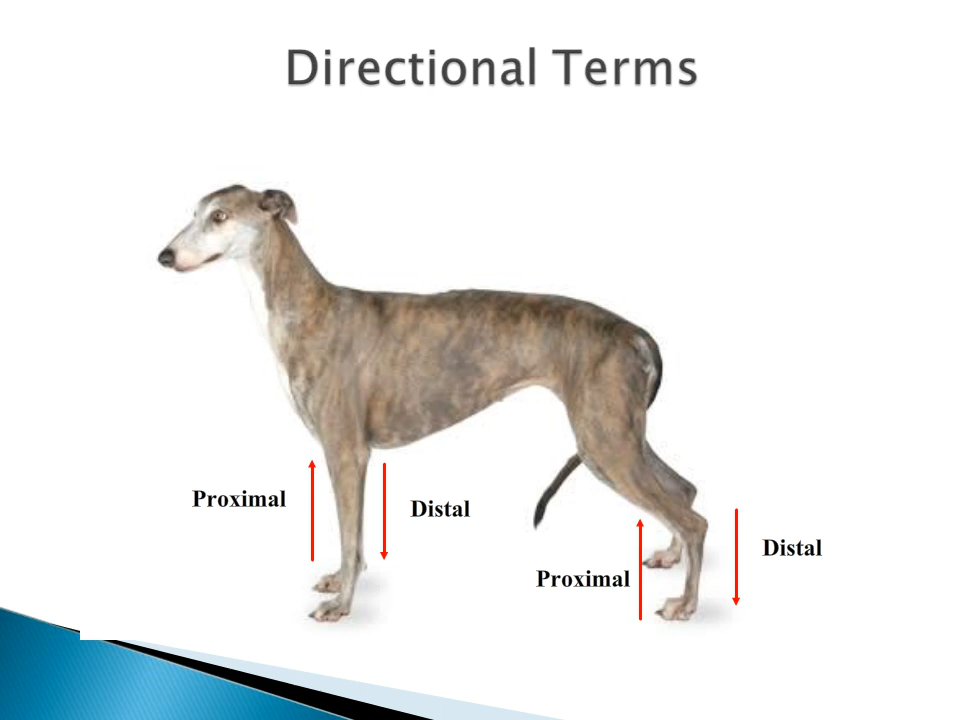 Directional Terms
Proximal
Distal
Distal
Proximal